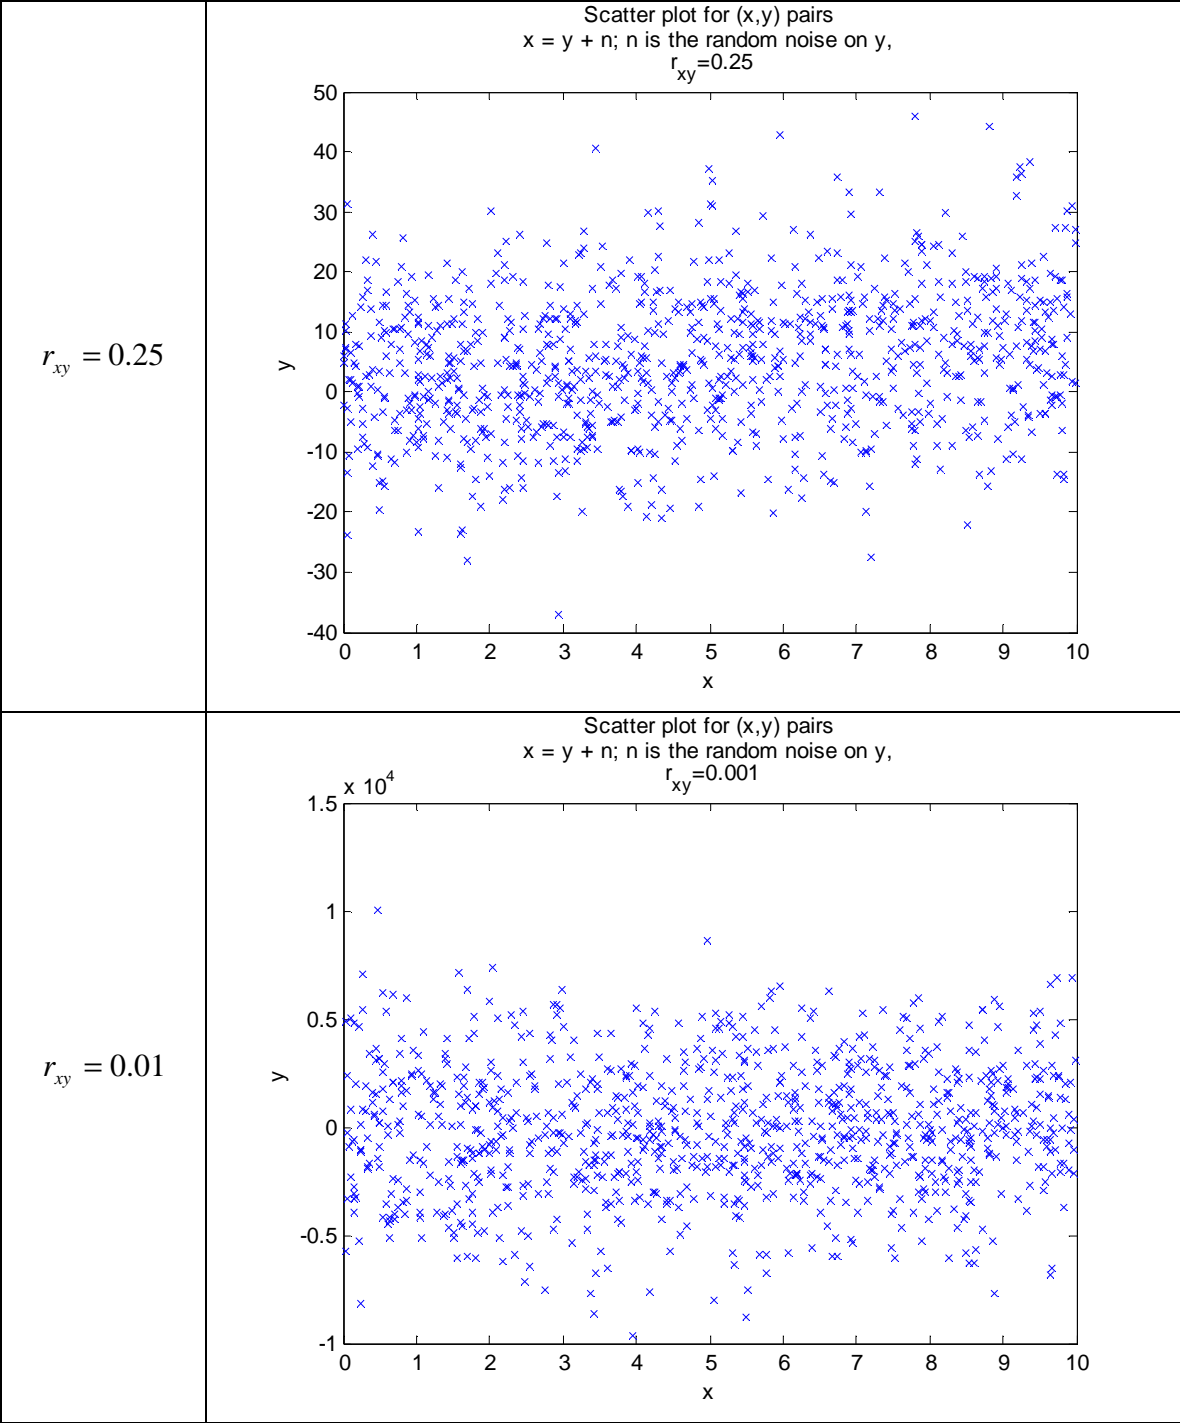 r_xy = 0.25
Scatter plot for (x,y) pairs
x = y + n; n is the random noise on y,
r_xy=0.25
50
40
30
20
10
0
-10
-20
-30
-40
y
0 1 2 3 4 5 6 7 8 9 10
x
r_xy = 0.01
Scatter plot for (x,y) pairs
x = y + n; n is the random noise on y,
r_xy=0.001
x 10^4
1.5
1
0.5
0
-0.5
-1
y
0 1 2 3 4 5 6 7 8 9 10
x